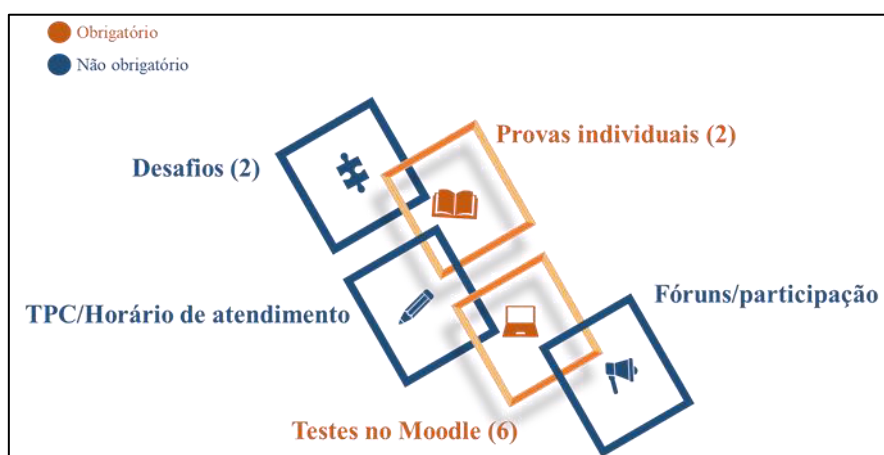 Obrigatório
Não obrigatório
Provas individuais (2)
Desafios (2)
Fóruns/participação
TPC/Horário de atendimento
Testes no Moodle (6)